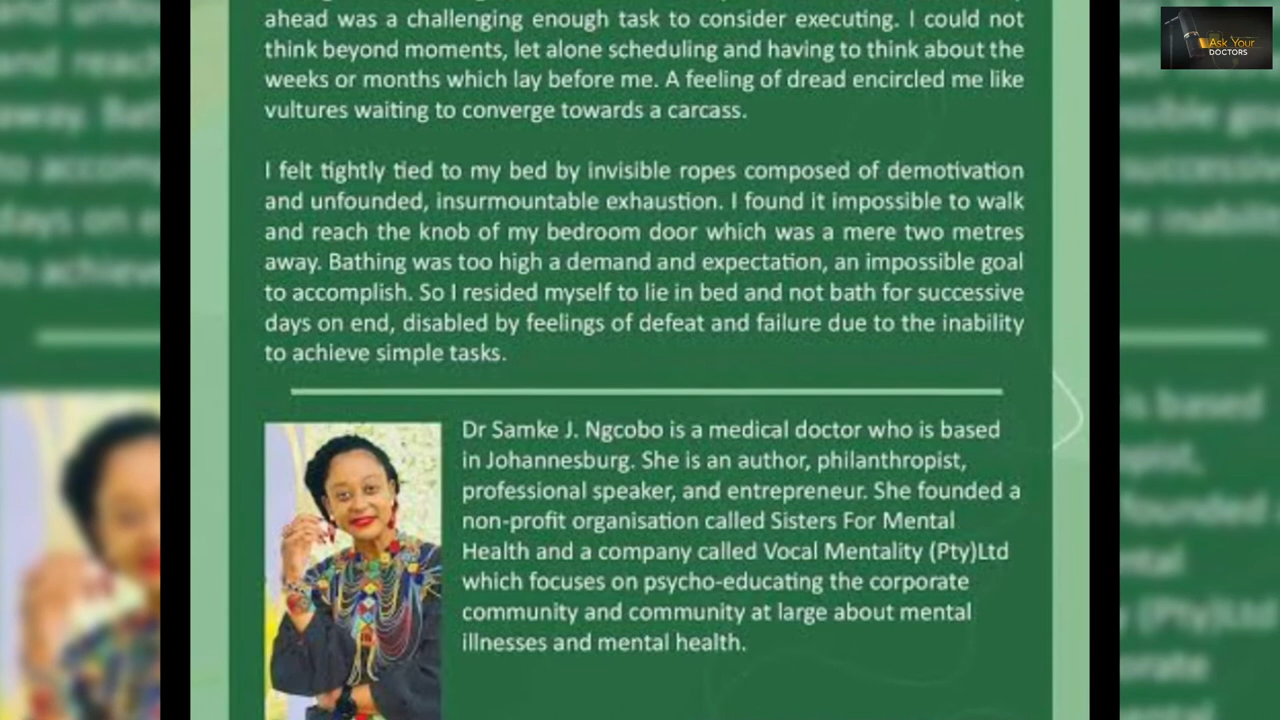 ahead was a challenging enough task to consider executing. I could not
think beyond moments, let alone scheduling and having to think about the
weeks or months which lay before me. A feeling of dread encircled me like
vultures waiting to converge towards a carcass.
I felt tightly tied to my bed by invisible ropes composed of demotivation
and unfounded, insurmountable exhaustion. I found it impossible to walk
and reach the knob of my bedroom door which was a mere two metres
away. Bathing was too high a demand and expectation, an impossible goal
to accomplish. So I resided myself to lie in bed and not bath for successive
days on end, disabled by feelings of defeat and failure due to the inability
to achieve simple tasks.
Dr Samke J. Ngcobo is a medical doctor who is based
in Johannesburg. She is an author, philanthropist,
professional speaker, and entrepreneur. She founded a
non-profit organisation called Sisters For Mental
Health and a company called Vocal Mentality (Pty)Ltd
which focuses on psycho-educating the corporate
community and community at large about mental
illnesses and mental health.
Ask Your
DOCTORS